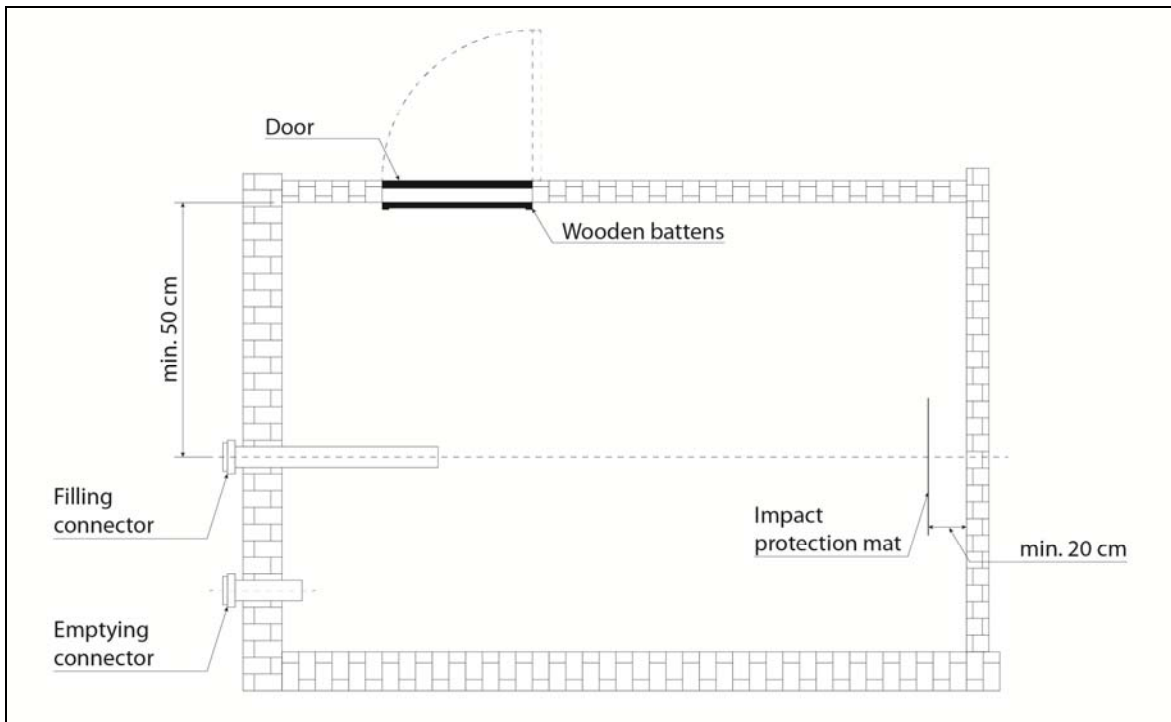 Door
Wooden battens
min. 50 cm
Filling
connector
Impact
protection mat
min. 20 cm
Emptying
connector